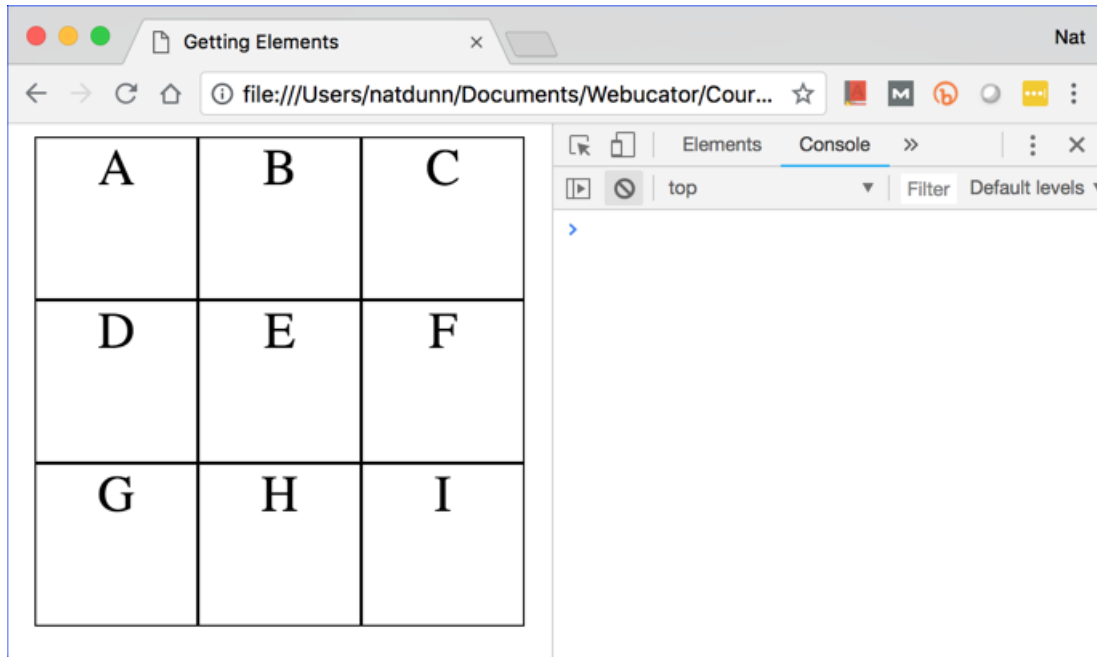 Getting Elements
Nat
file:///Users/natdunn/Documents/Webucator/Cour...
Elements Console
top Filter Default levels
A B C
D E F
G H I